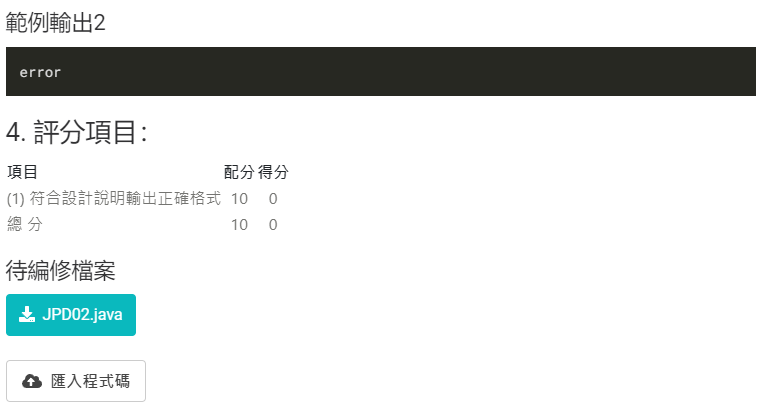 範例輸出2
error
4. 評分項目：
項目 配分 得分
(1) 符合設計說明輸出正確格式 10 0
總 分 10 0
待編修檔案
JPD02.java
匯入程式碼